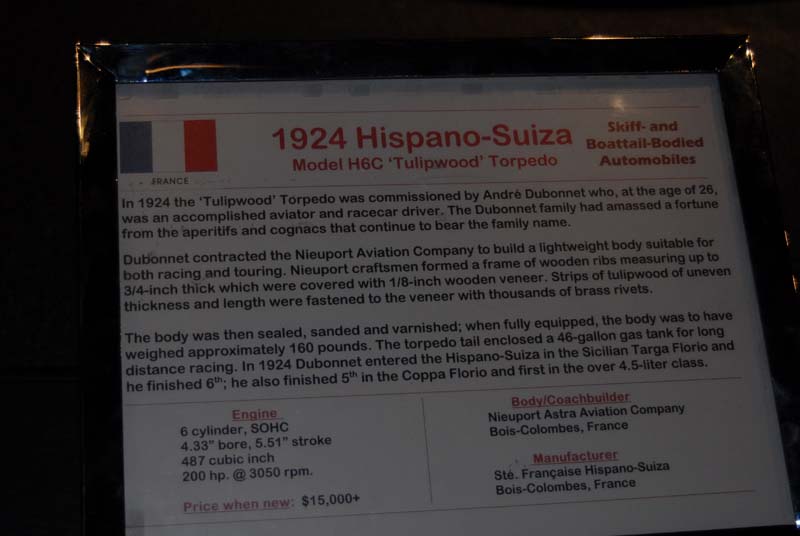 FRANCE
1924 Hispano-Suiza
Model H6C ‘Tulipwood’ Torpedo
Skiff- and
Boattail-Bodied
Automobiles
In 1924 the ‘Tulipwood’ Torpedo was commissioned by André Dubonnet who, at the age of 26,
was an accomplished aviator and racecar driver. The Dubonnet family had amassed a fortune
from the aperitifs and cognacs that continue to bear the family name.
Dubonnet contracted the Nieuport Aviation Company to build a lightweight body suitable for
both racing and touring. Nieuport craftsmen formed a frame of wooden ribs measuring up to
3/4-inch thick which were covered with 1/8-inch wooden veneer. Strips of tulipwood of uneven
thickness and length were fastened to the veneer with thousands of brass rivets.
The body was then sealed, sanded and varnished; when fully equipped, the body was to have
weighed approximately 160 pounds. The torpedo tail enclosed a 46-gallon gas tank for long
distance racing. In 1924 Dubonnet entered the Hispano-Suiza in the Sicilian Targa Florio and
he finished 6th; he also finished 5th in the Coppa Florio and first in the over 4.5-liter class.
Engine
6 cylinder, SOHC
4.33” bore, 5.51” stroke
487 cubic inch
200 hp. @ 3050 rpm.
Price when new: $15,000+
Body/Coachbuilder
Nieuport Astra Aviation Company
Bois-Colombes, France
Manufacturer
Sté. Française Hispano-Suiza
Bois-Colombes, France